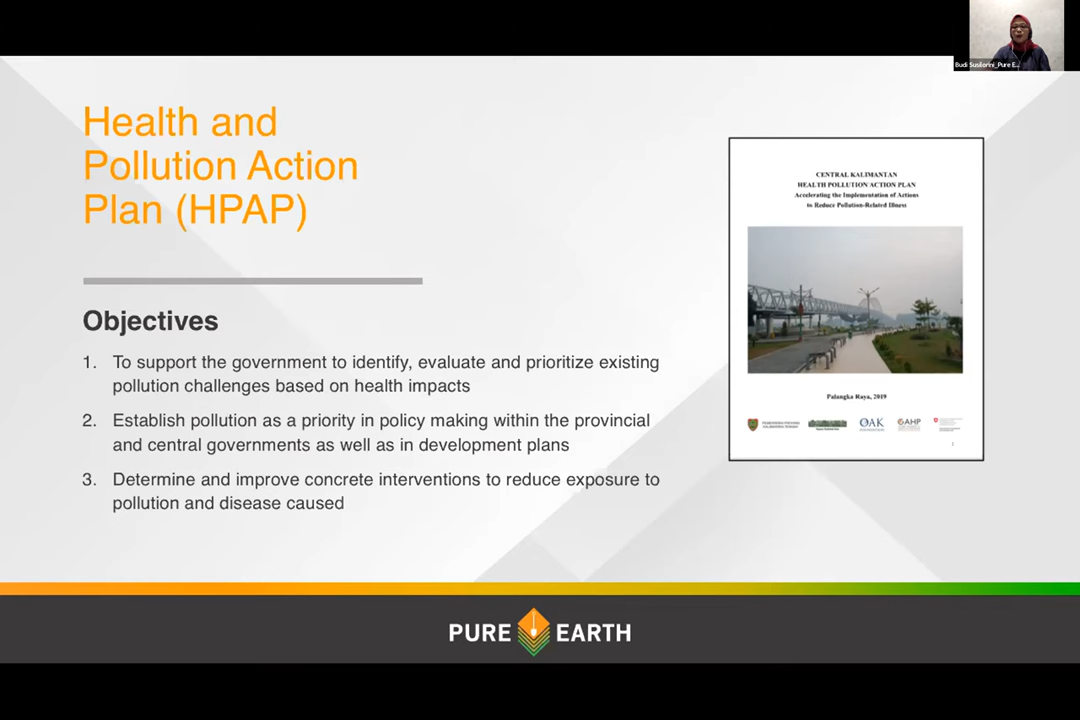 Budi Susilorini_Pure E...
Health and
Pollution Action
Plan (HPAP)
Objectives
1. To support the government to identify, evaluate and prioritize existing
pollution challenges based on health impacts
2. Establish pollution as a priority in policy making within the provincial
and central governments as well as in development plans
3. Determine and improve concrete interventions to reduce exposure to
pollution and disease caused
CENTRAL KALIMANTAN
HEALTH POLLUTION ACTION PLAN
Accelerating the Implementation of Actions
to Reduce Pollution-Related Illness
Palangka Raya, 2019
OAK
GAHP
PURE EARTH